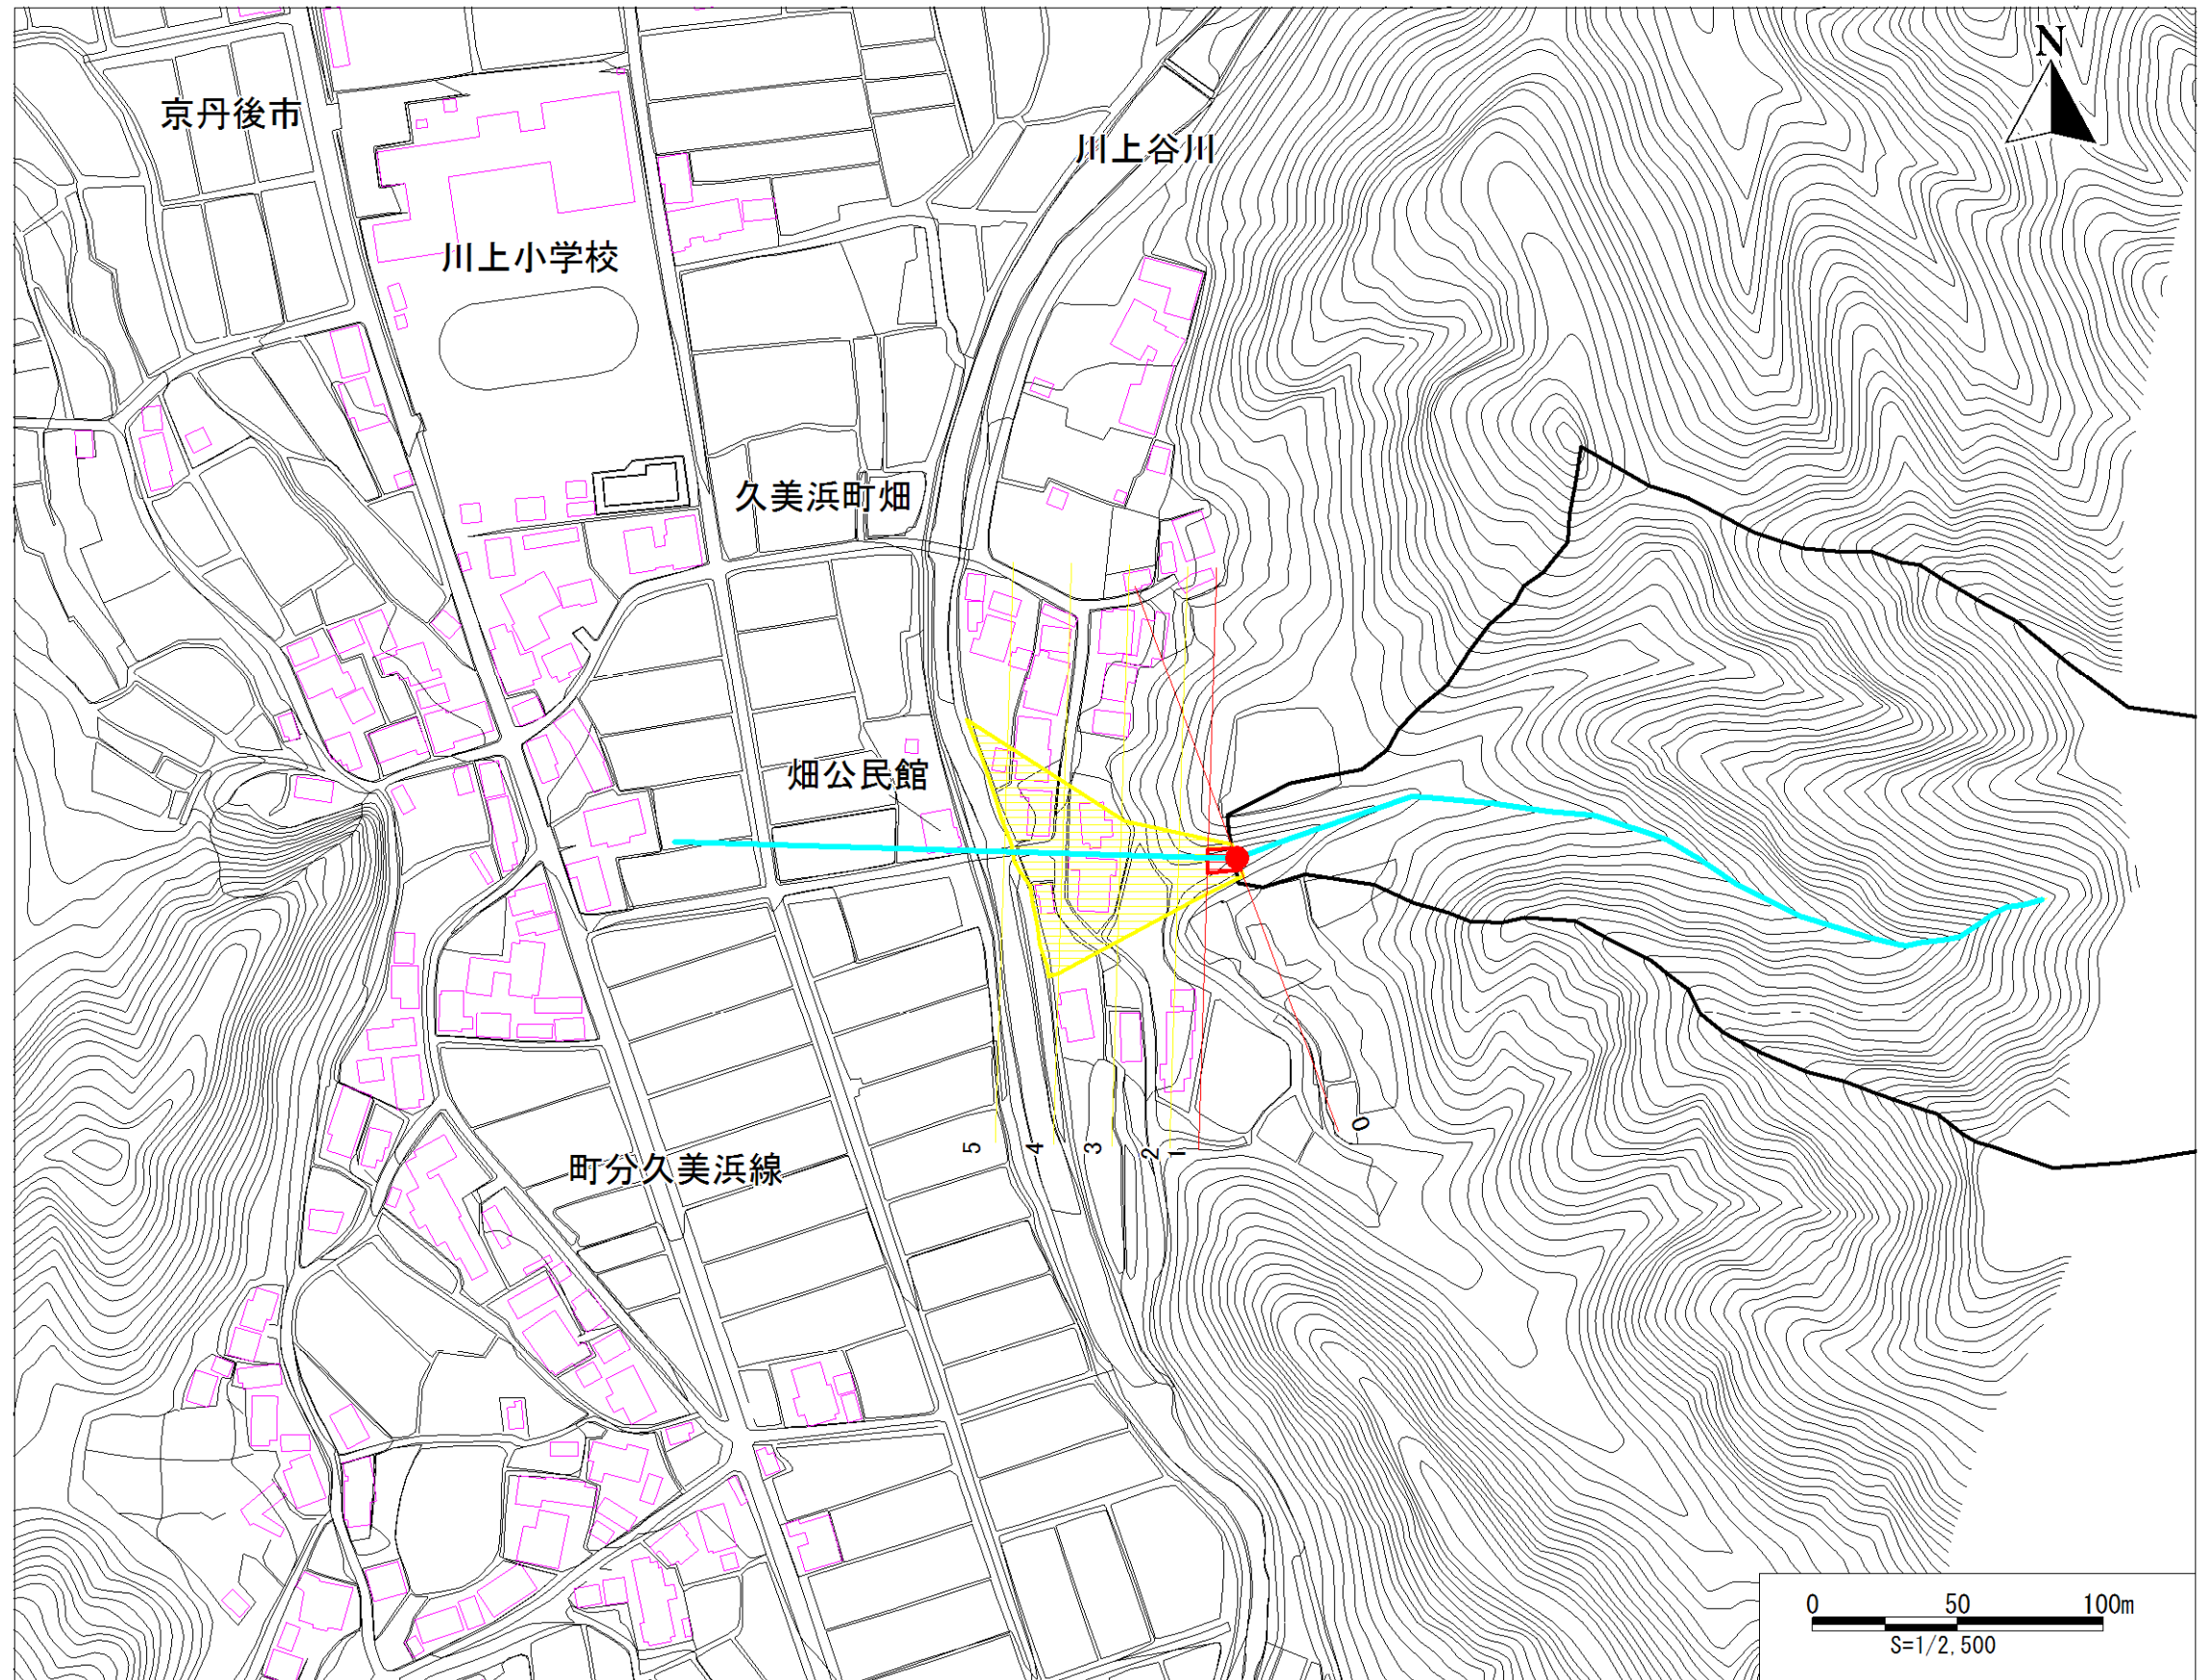 N
京丹後市
川上谷川
川上小学校
久美浜町畑
畑公民館
5
4
3
2
1
0
町分久美浜線
0 50 100m
S=1/2,500